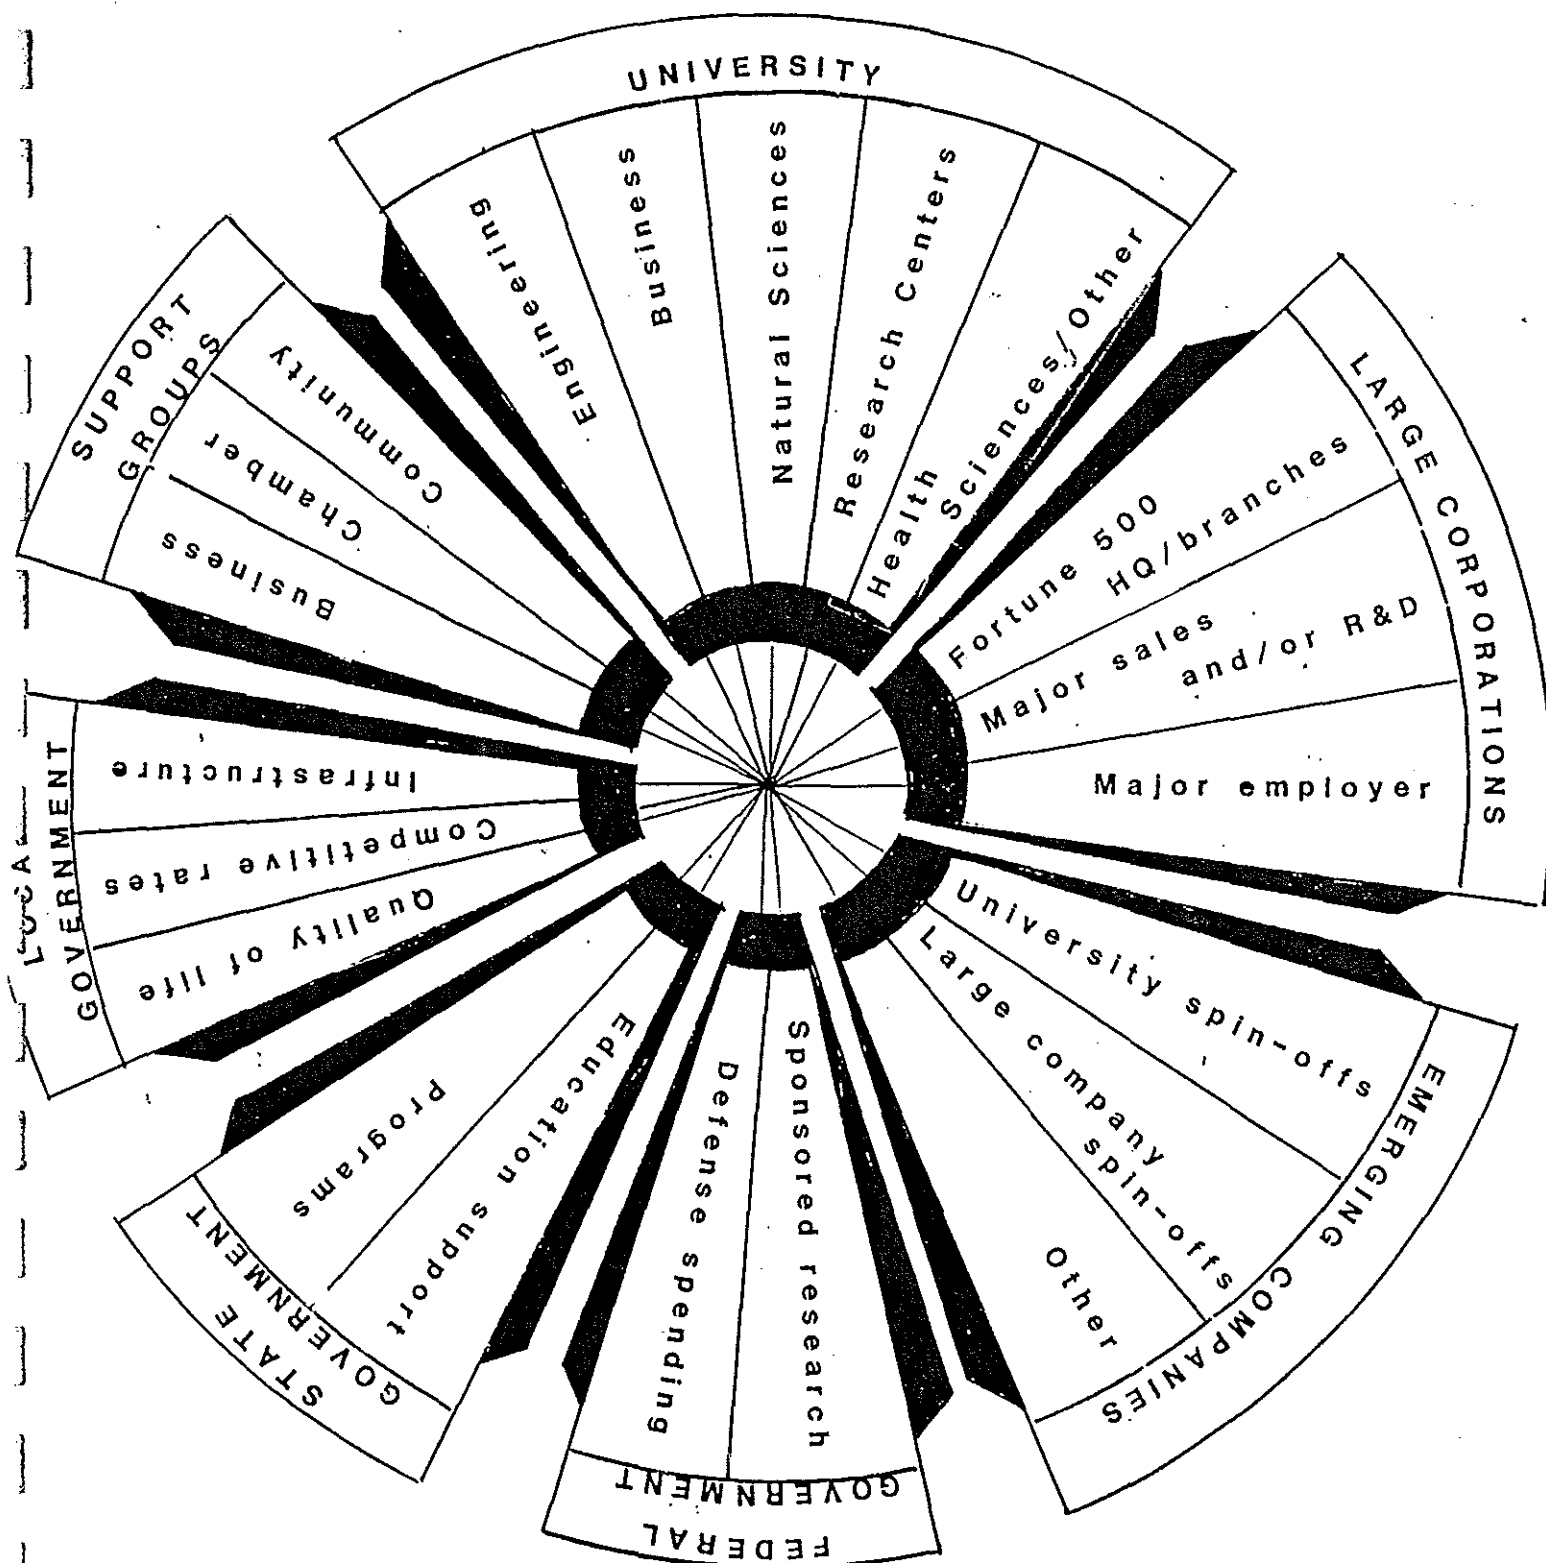 UNIVERSITY
Engineering
Business
Natural Sciences
Research Centers
Health
Sciences/Other
LARGE CORPORATIONS
Fortune 500
HQ/branches
Major sales
and/or R&D
Major employer
EMERGING COMPANIES
University spin-offs
Large company
spin-offs
Other
FEDERAL
GOVERNMENT
Sponsored research
Defense spending
STATE
GOVERNMENT
Education support
Programs
LOCAL
GOVERNMENT
Quality of life
Competitive rates
Infrastructure
SUPPORT
GROUPS
Business
Chamber
Community